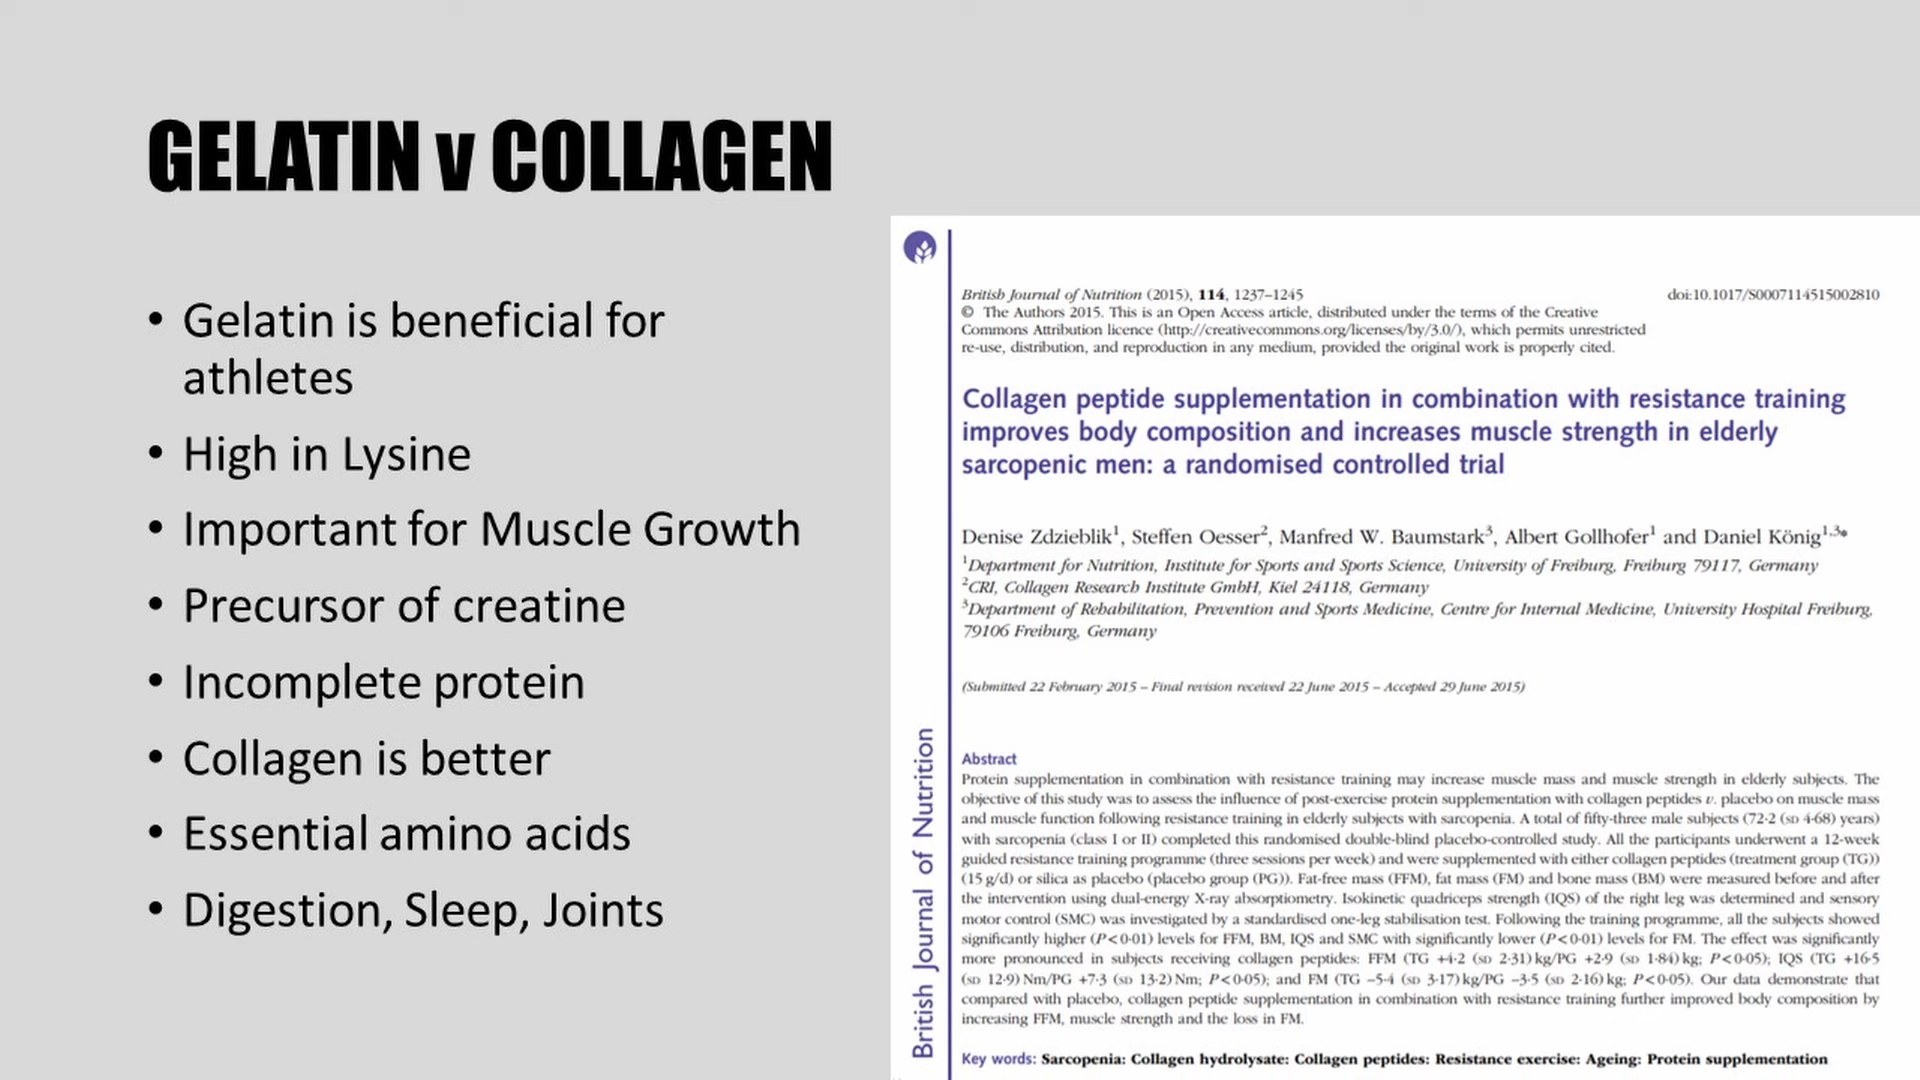 GELATIN v COLLAGEN
• Gelatin is beneficial for
athletes
• High in Lysine
• Important for Muscle Growth
• Precursor of creatine
• Incomplete protein
• Collagen is better
• Essential amino acids
• Digestion, Sleep, Joints
British Journal of Nutrition (2015), 114, 1237–1245 doi:10.1017/S0007114515002810
© The Authors 2015. This is an Open Access article, distributed under the terms of the Creative
Commons Attribution licence (http://creativecommons.org/licenses/by/3.0/), which permits unrestricted
re-use, distribution, and reproduction in any medium, provided the original work is properly cited.
Collagen peptide supplementation in combination with resistance training
improves body composition and increases muscle strength in elderly
sarcopenic men: a randomised controlled trial
Denise Zdzieblik1, Steffen Oesser2, Manfred W. Baumstark3, Albert Gollhofer1 and Daniel König1,3*
1Department for Nutrition, Institute for Sports and Sports Science, University of Freiburg, Freiburg 79117, Germany
2CRI, Collagen Research Institute GmbH, Kiel 24118, Germany
3Department of Rehabilitation, Prevention and Sports Medicine, Centre for Internal Medicine, University Hospital Freiburg,
79106 Freiburg, Germany
(Submitted 22 February 2015 – Final revision received 22 June 2015 – Accepted 29 June 2015)
Abstract
Protein supplementation in combination with resistance training may increase muscle mass and muscle strength in elderly subjects. The
objective of this study was to assess the influence of post-exercise protein supplementation with collagen peptides v. placebo on muscle mass
and muscle function following resistance training in elderly subjects with sarcopenia. A total of fifty-three male subjects (72·2 (SD 4·68) years)
with sarcopenia (class I or II) completed this randomised double-blind placebo-controlled study. All the participants underwent a 12-week
guided resistance training programme (three sessions per week) and were supplemented with either collagen peptides (treatment group (TG))
(15 g/d) or silica as placebo (placebo group (PG)). Fat-free mass (FFM), fat mass (FM) and bone mass (BM) were measured before and after
the intervention using dual-energy X-ray absorptiometry. Isokinetic quadriceps strength (IQS) of the right leg was determined and sensory
motor control (SMC) was investigated by a standardised one-leg stabilisation test. Following the training programme, all the subjects showed
significantly higher (P<0·01) levels for FFM, BM, IQS and SMC with significantly lower (P<0·01) levels for FM. The effect was significantly
more pronounced in subjects receiving collagen peptides: FFM (TG +4·2 (SD 2·31) kg/PG +2·9 (SD 1·84) kg; P<0·05); IQS (TG +16·5
(SD 12·9) Nm/PG +7·3 (SD 13·2) Nm; P<0·05); and FM (TG –5·4 (SD 3·17) kg/PG –3·5 (SD 2·16) kg; P<0·05). Our data demonstrate that
compared with placebo, collagen peptide supplementation in combination with resistance training further improved body composition by
increasing FFM, muscle strength and the loss in FM.
Key words: Sarcopenia: Collagen hydrolysate: Collagen peptides: Resistance exercise: Ageing: Protein supplementation
British Journal of Nutrition